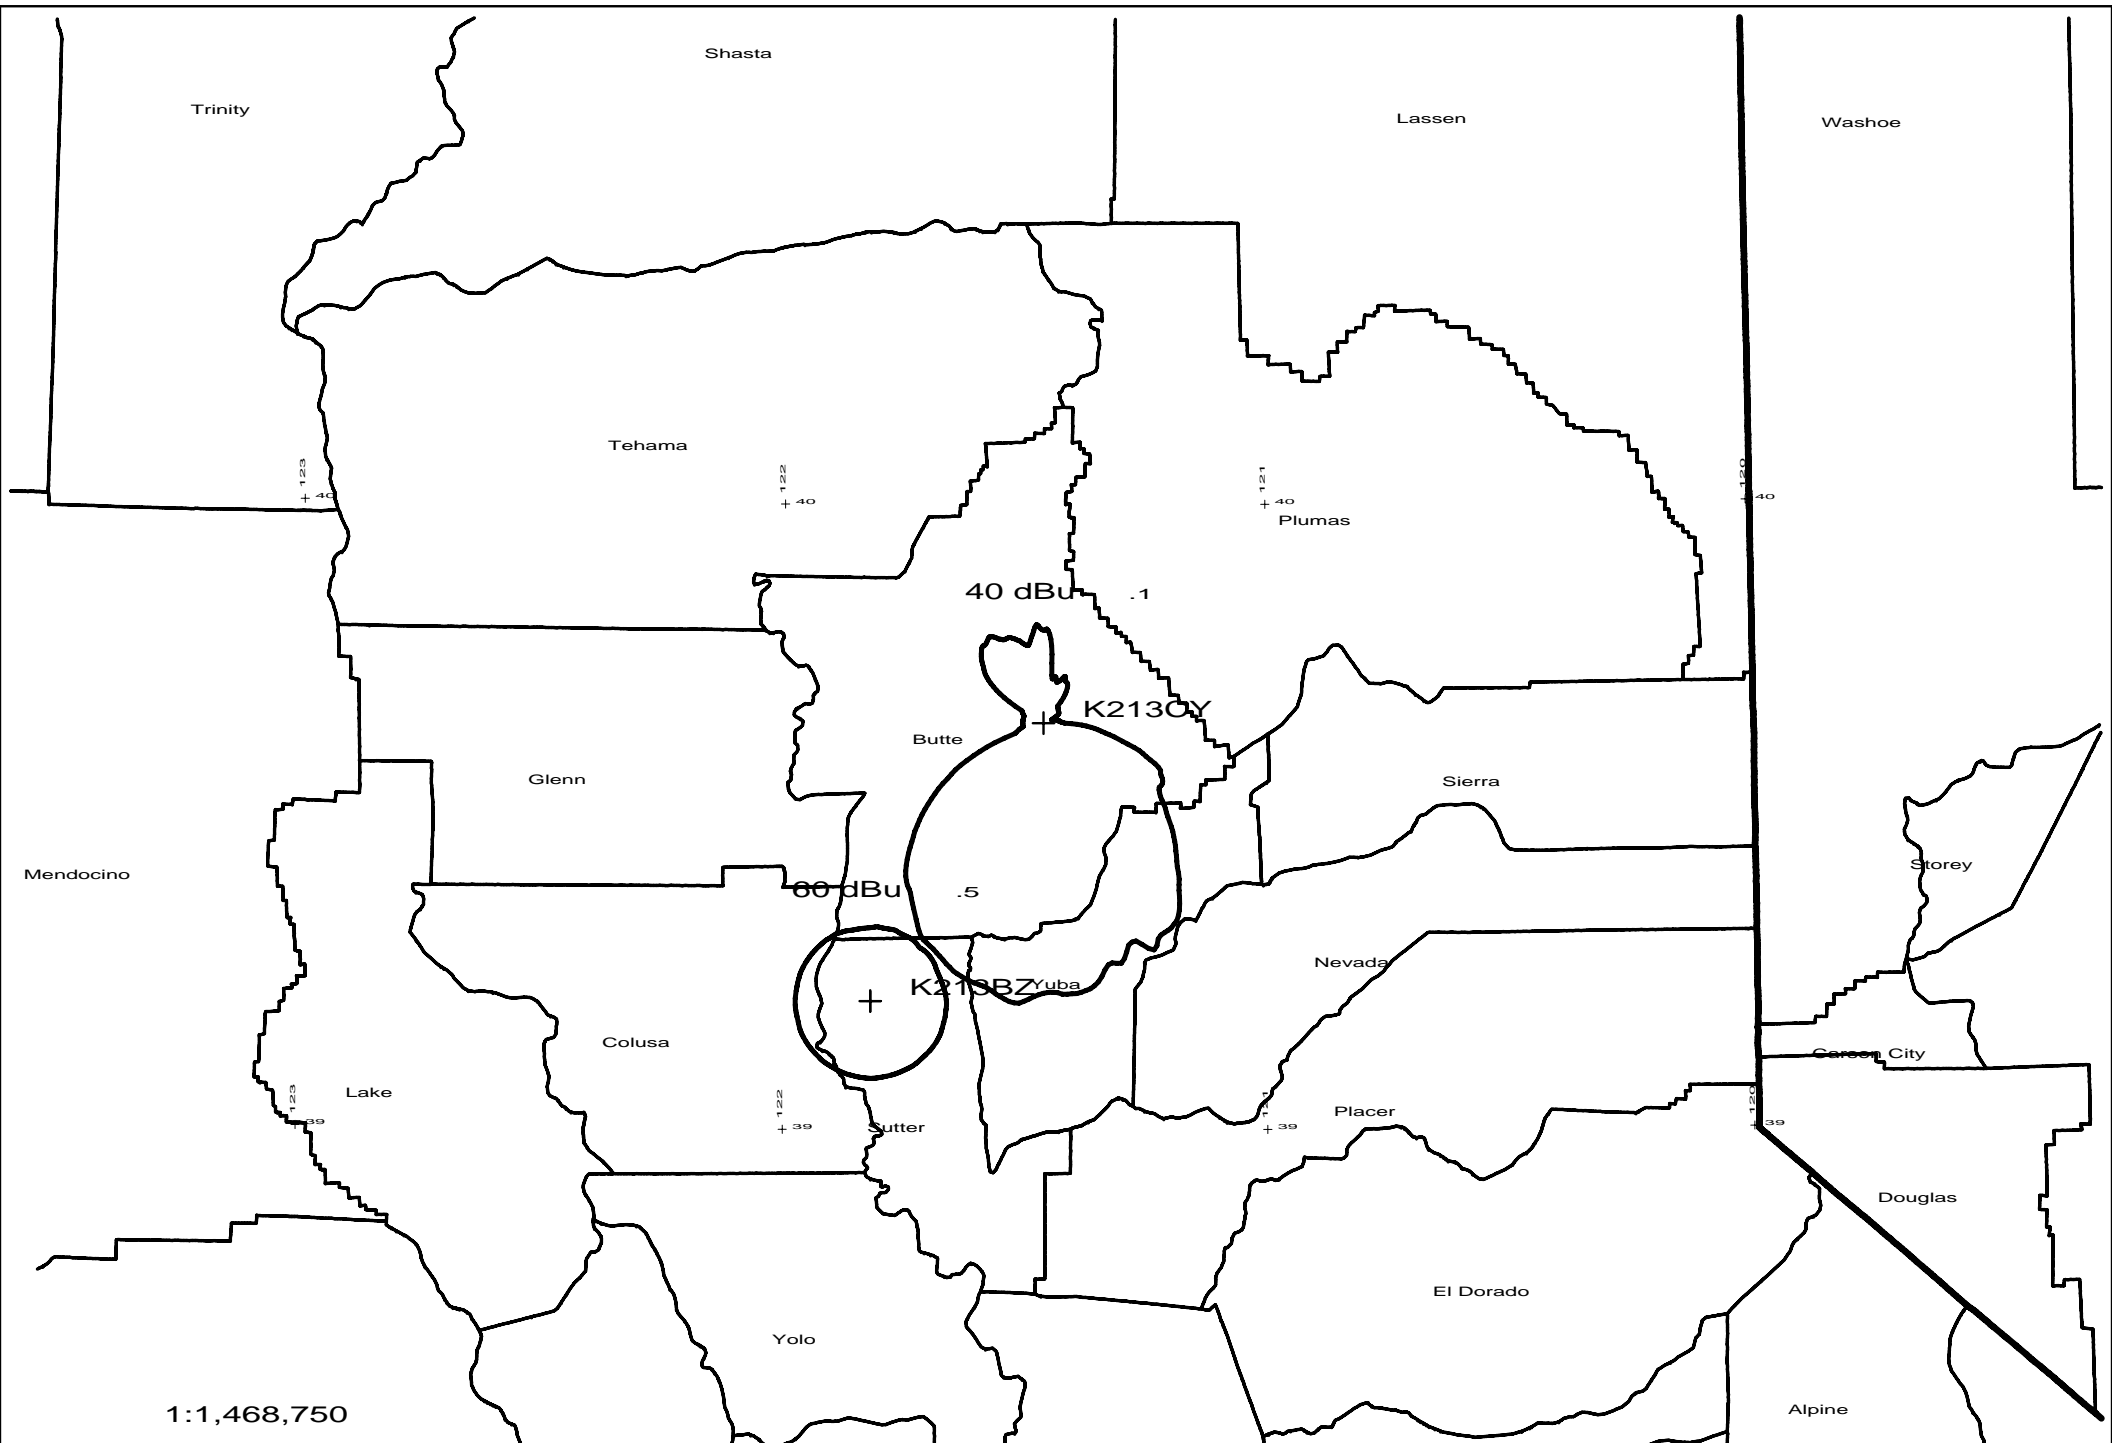 Shasta
Trinity
Lassen
Washoe
Tehama
123
40
122
40
121
40
120
40
Plumas
40 dBu .1
K213CY
Butte
Glenn
Sierra
Mendocino
Storey
60 dBu .5
Nevada
K213BZ
Yuba
Colusa
Carson City
Lake
123
39
122
39
Sutter
121
39
Placer
120
39
Douglas
El Dorado
Yolo
1:1,468,750
Alpine